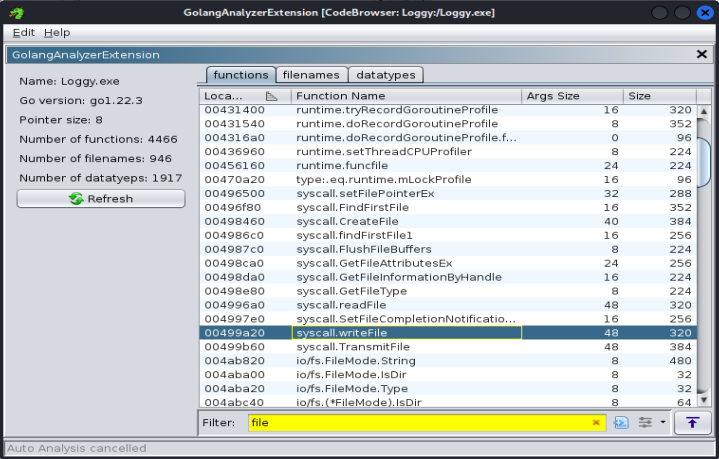 GolangAnalyzerExtension [CodeBrowser: Loggy:/Loggy.exe]
Edit Help
GolangAnalyzerExtension
Name: Loggy.exe
Go version: go1.22.3
Pointer size: 8
Number of functions: 4466
Number of filenames: 946
Number of datatyeps: 1917
Refresh
functions filenames datatypes
Loca... Function Name Args Size Size
00431400 runtime.tryRecordGoroutineProfile 16 320
00431540 runtime.doRecordGoroutineProfile 8 352
004316a0 runtime.doRecordGoroutineProfile.f... 0 96
00436960 runtime.setThreadCPUProfiler 8 224
00456160 runtime.funcfile 24 224
00470a20 type:.eq.runtime.mLockProfile 16 96
00496500 syscall.setFilePointerEx 32 288
00496f80 syscall.FindFirstFile 16 352
00498460 syscall.CreateFile 40 384
004986c0 syscall.findFirstFile1 16 256
004987c0 syscall.FlushFileBuffers 8 224
00498ca0 syscall.GetFileAttributesEx 24 256
00498da0 syscall.GetFileInformationByHandle 16 224
00498e80 syscall.GetFileType 8 224
004996a0 syscall.readFile 48 320
004997e0 syscall.SetFileCompletionNotificatio... 16 256
00499a20 syscall.writeFile 48 320
00499b60 syscall.TransmitFile 48 384
004ab820 io/fs.FileMode.String 8 480
004aba00 io/fs.FileMode.IsDir 8 32
004aba20 io/fs.FileMode.Type 8 32
004abc40 io/fs.(*FileMode).IsDir 8 64
Filter: file
Auto Analysis cancelled